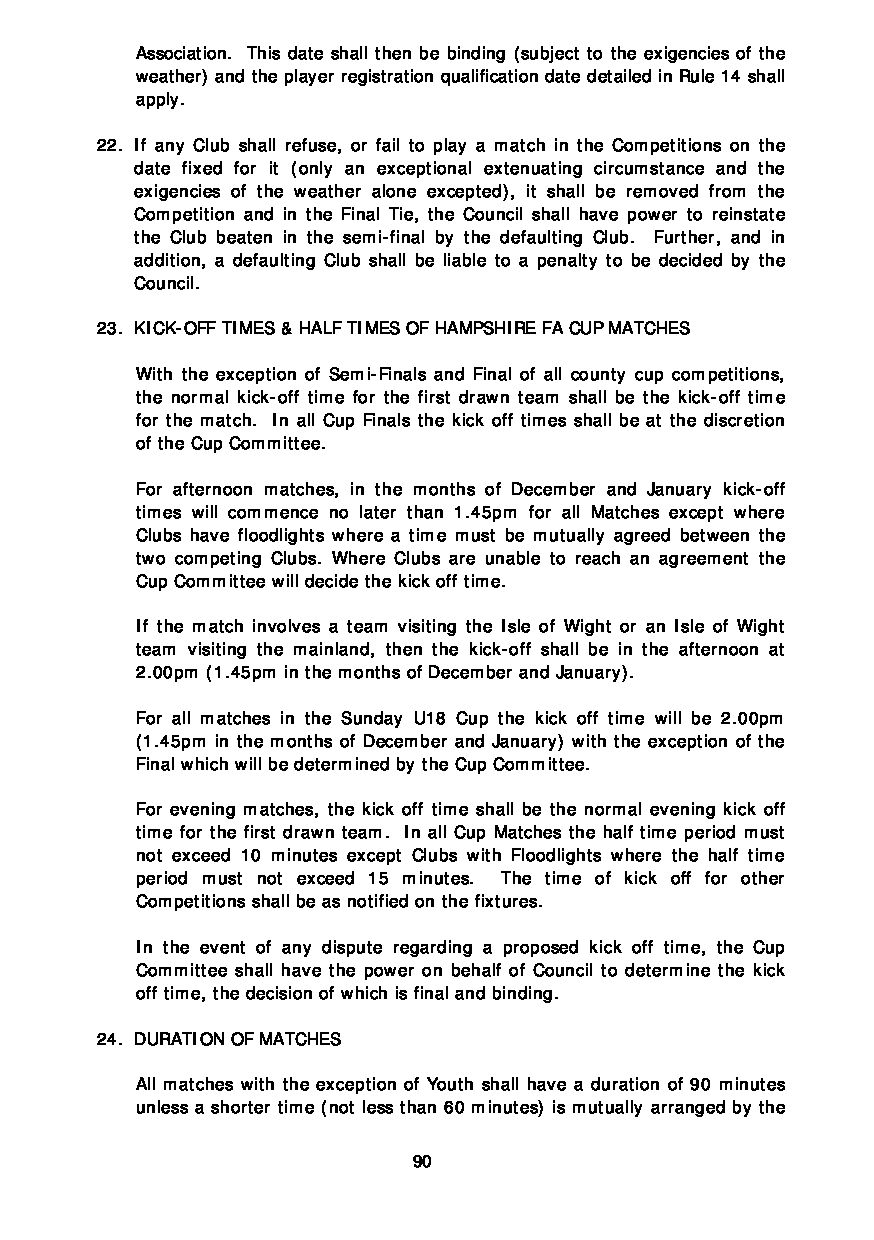 Association. This date shall then be binding (subject to the exigencies of the
weather) and the player registration qualification date detailed in Rule 14 shall
apply.
22. If any Club shall refuse, or fail to play a match in the Competitions on the
date fixed for it (only an exceptional extenuating circumstance and the
exigencies of the weather alone excepted), it shall be removed from the
Competition and in the Final Tie, the Council shall have power to reinstate
the Club beaten in the semi-final by the defaulting Club. Further, and in
addition, a defaulting Club shall be liable to a penalty to be decided by the
Council.
23. KICK-OFF TIMES & HALF TIMES OF HAMPSHIRE FA CUP MATCHES
With the exception of Semi-Finals and Final of all county cup competitions,
the normal kick-off time for the first drawn team shall be the kick-off time
for the match. In all Cup Finals the kick off times shall be at the discretion
of the Cup Committee.
For afternoon matches, in the months of December and January kick-off
times will commence no later than 1.45pm for all Matches except where
Clubs have floodlights where a time must be mutually agreed between the
two competing Clubs. Where Clubs are unable to reach an agreement the
Cup Committee will decide the kick off time.
If the match involves a team visiting the Isle of Wight or an Isle of Wight
team visiting the mainland, then the kick-off shall be in the afternoon at
2.00pm (1.45pm in the months of December and January).
For all matches in the Sunday U18 Cup the kick off time will be 2.00pm
(1.45pm in the months of December and January) with the exception of the
Final which will be determined by the Cup Committee.
For evening matches, the kick off time shall be the normal evening kick off
time for the first drawn team. In all Cup Matches the half time period must
not exceed 10 minutes except Clubs with Floodlights where the half time
period must not exceed 15 minutes. The time of kick off for other
Competitions shall be as notified on the fixtures.
In the event of any dispute regarding a proposed kick off time, the Cup
Committee shall have the power on behalf of Council to determine the kick
off time, the decision of which is final and binding.
24. DURATION OF MATCHES
All matches with the exception of Youth shall have a duration of 90 minutes
unless a shorter time (not less than 60 minutes) is mutually arranged by the
90